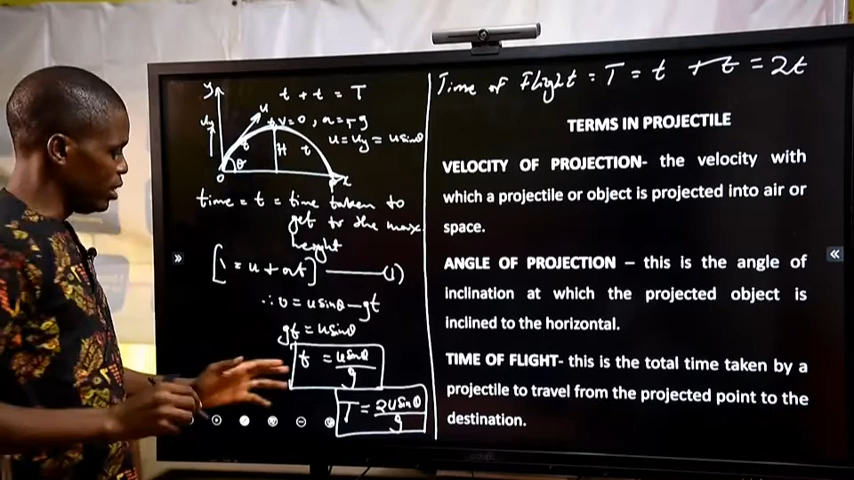 Time of Flight = T = t + t = 2t
y t + t = T
u v=0, a = -g
uy H t u = uy = usinθ
t θ
o x
time = t = time taken to
get to the max
height
[v = u + at] (1)
∴ 0 = usinθ - gt
gt = usinθ
t = usinθ/g
T = 2usinθ/g
TERMS IN PROJECTILE
VELOCITY OF PROJECTION- the velocity with
which a projectile or object is projected into air or
space.
ANGLE OF PROJECTION – this is the angle of
inclination at which the projected object is
inclined to the horizontal.
TIME OF FLIGHT- this is the total time taken by a
projectile to travel from the projected point to the
destination.